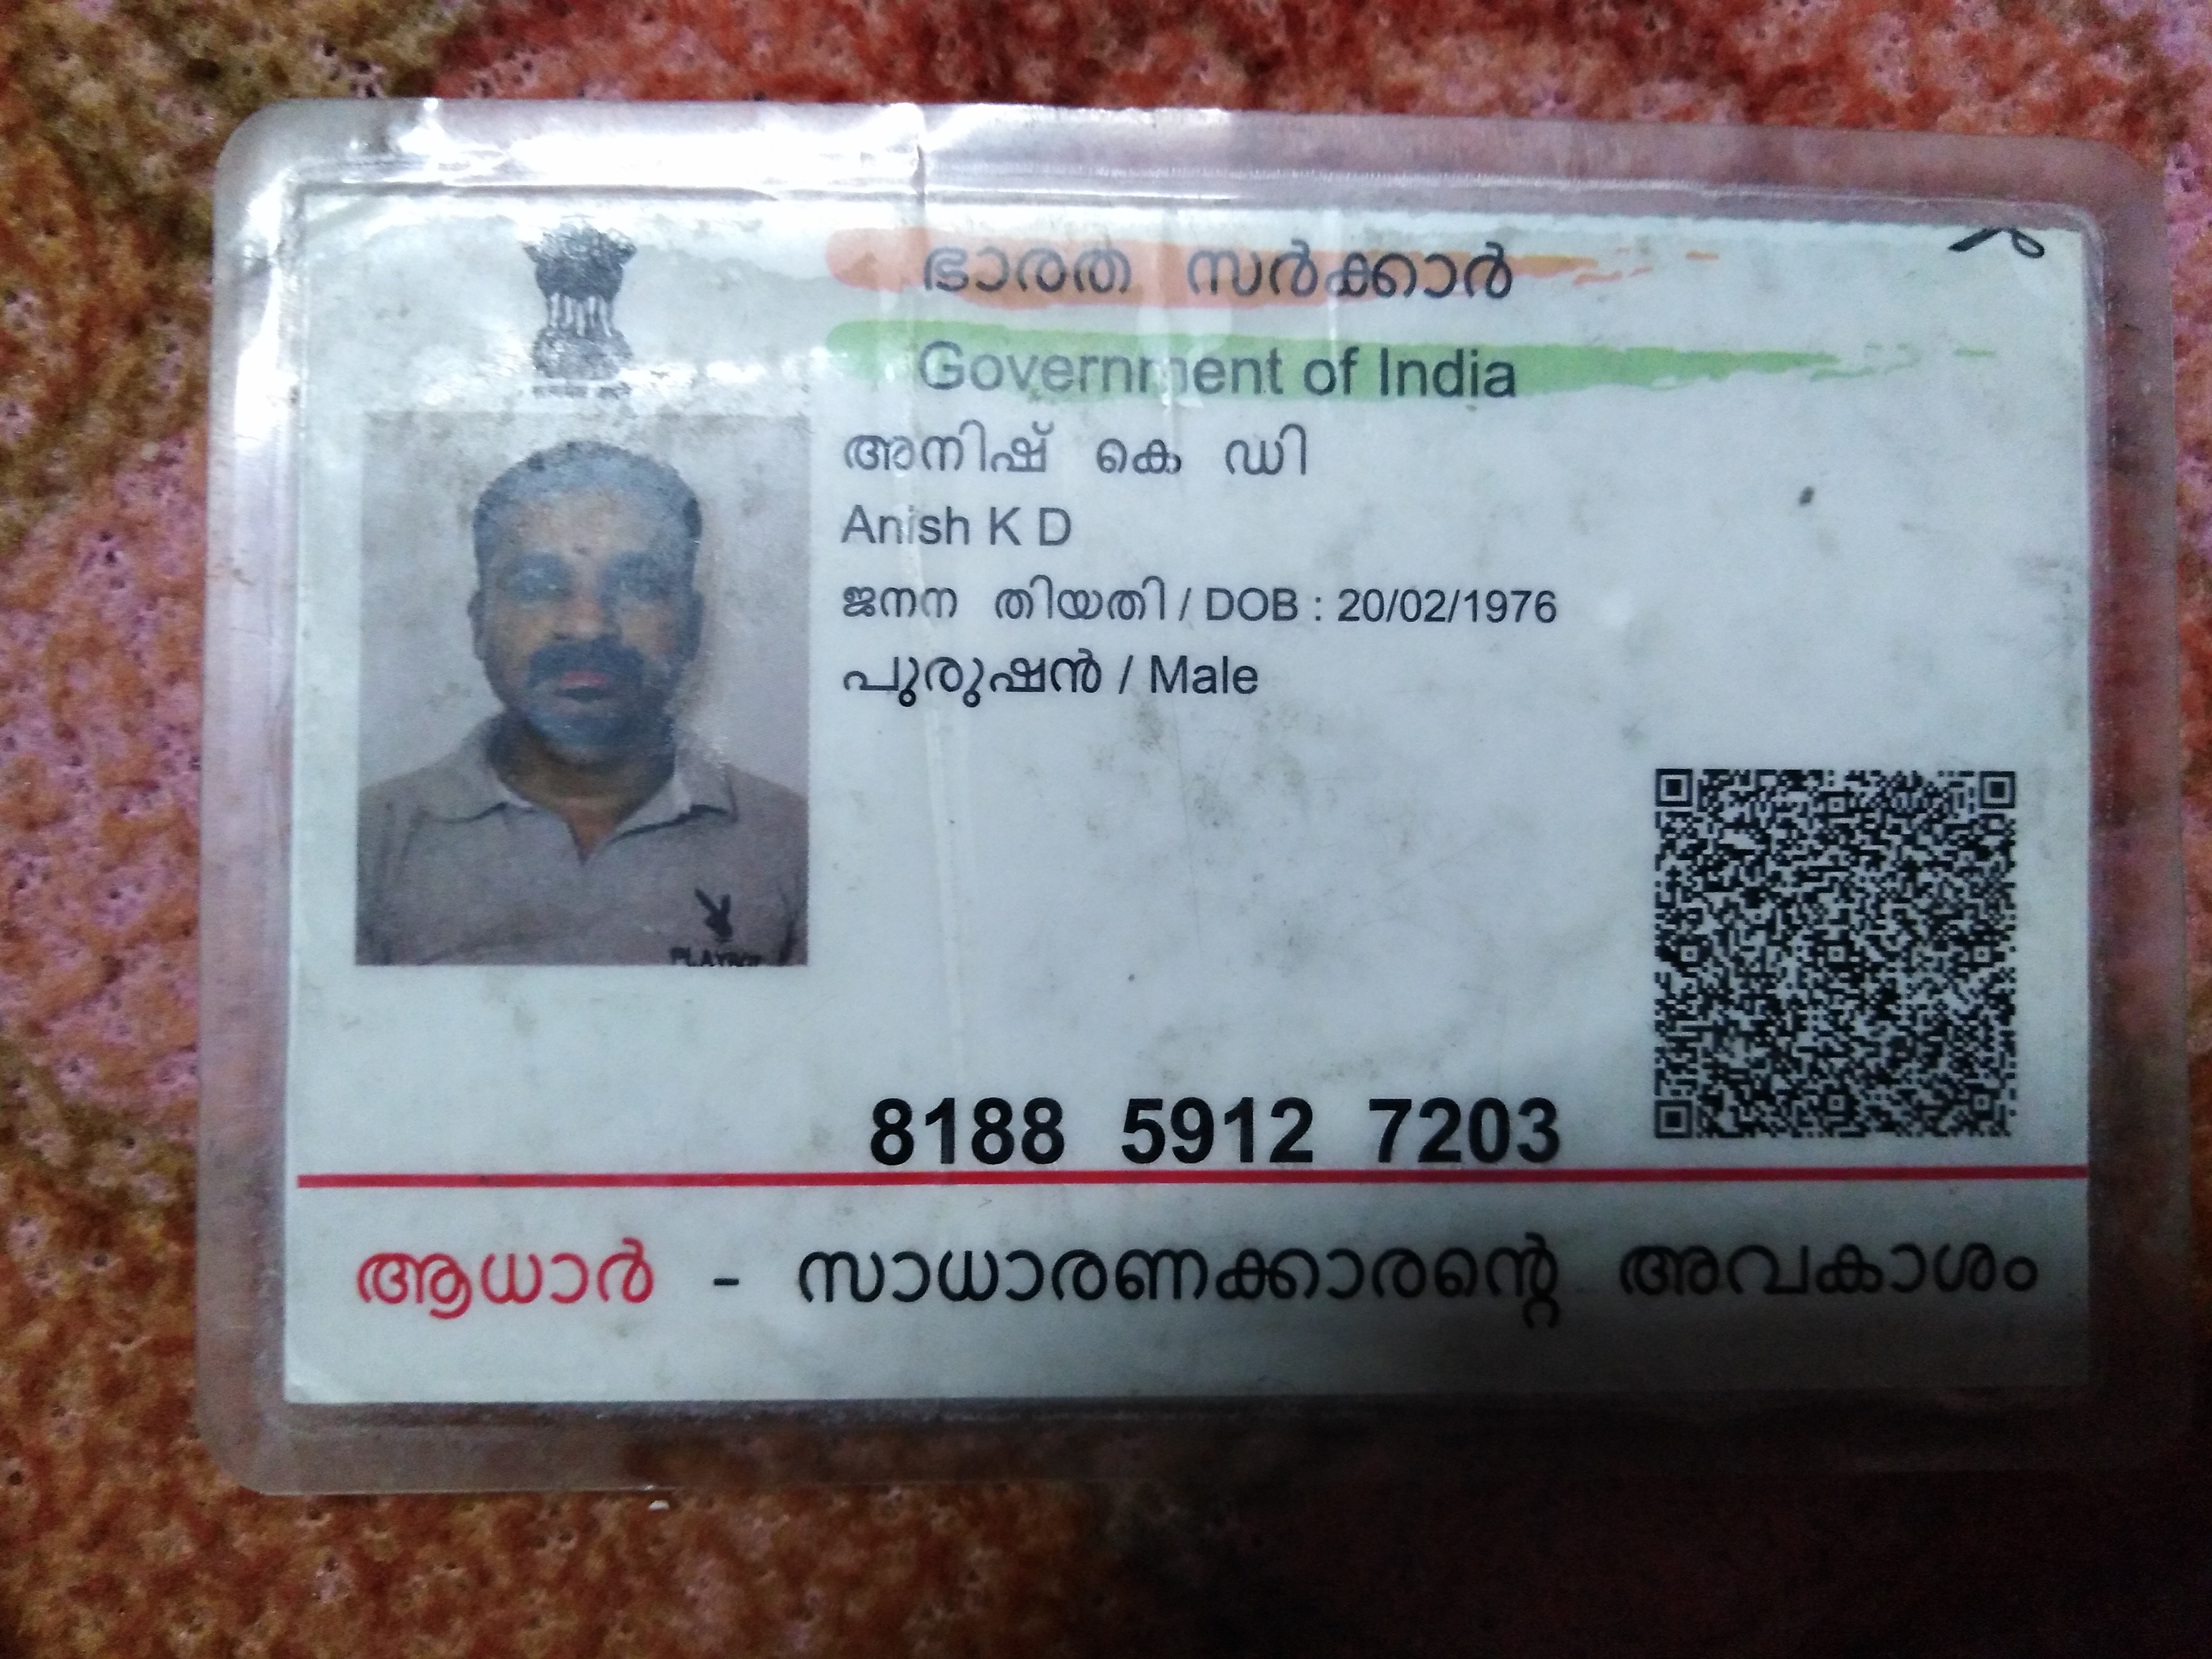 ഭാരത സർക്കാർ
Government of India
അനിഷ് കെ ഡി
Anish K D
ജനന തിയതി / DOB : 20/02/1976
പുരുഷൻ / Male
PLAYBOY
8188 5912 7203
ആധാർ - സാധാരണക്കാരന്റെ അവകാശം